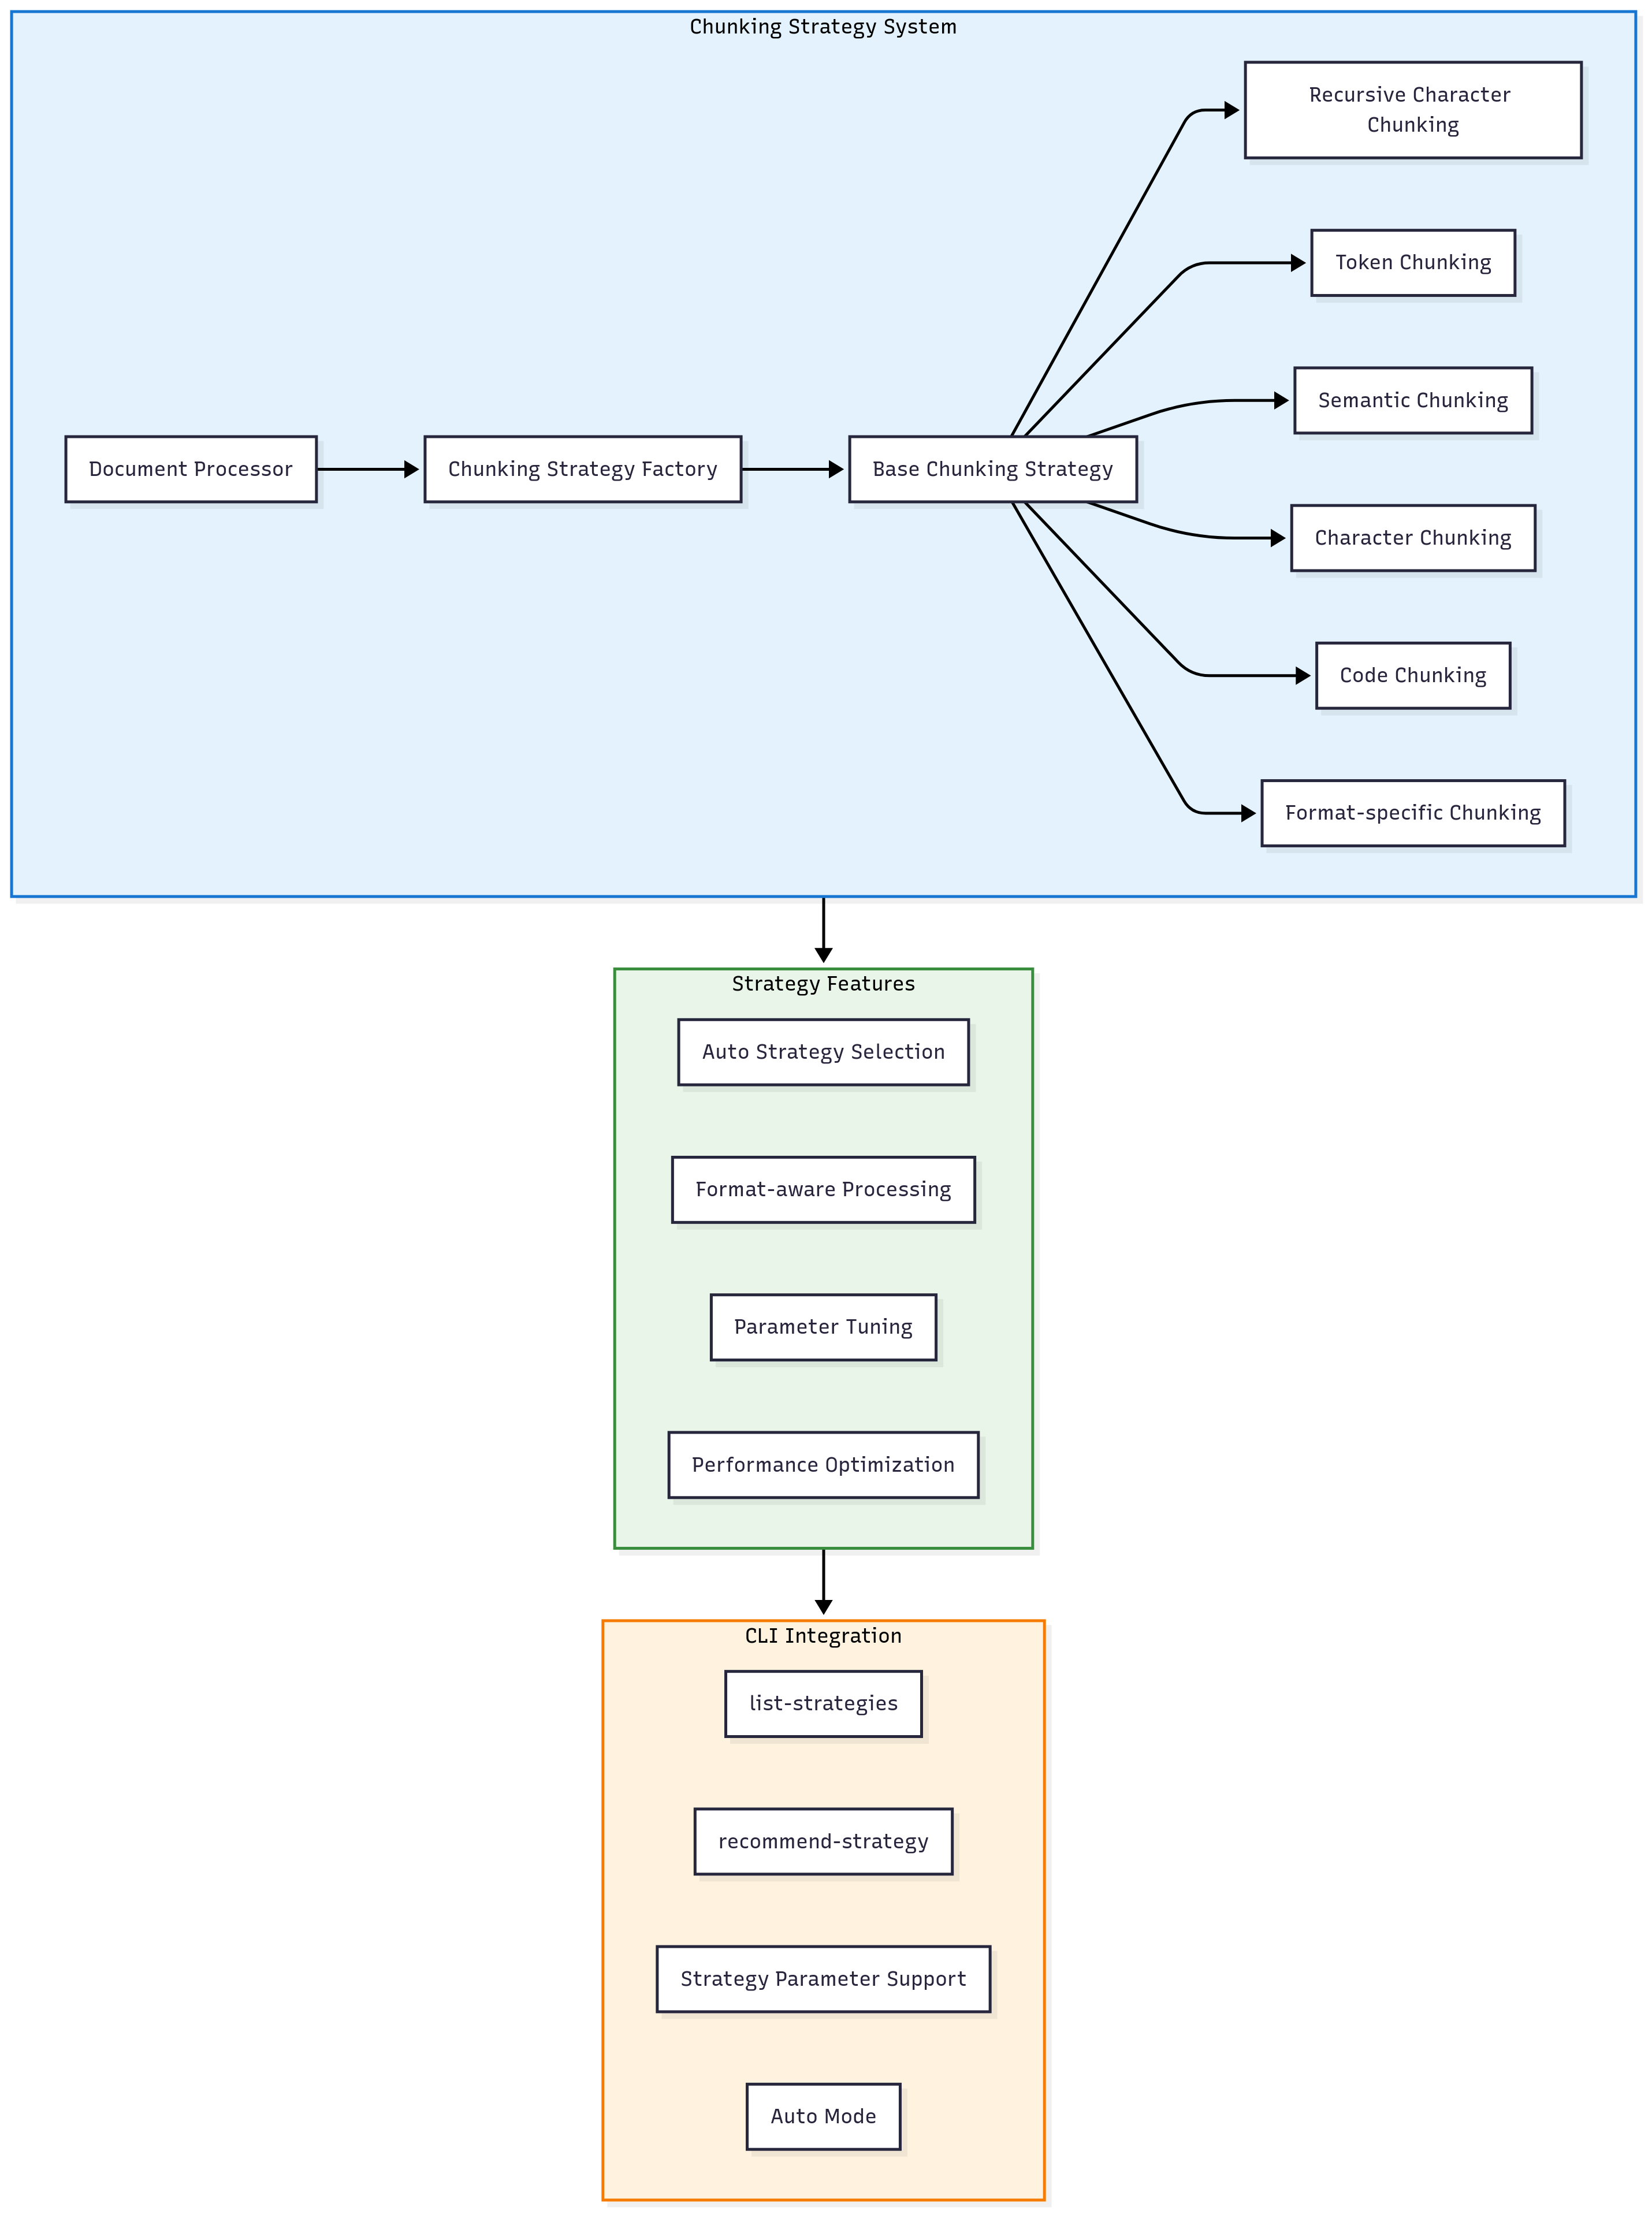 Chunking Strategy System
Recursive Character
Chunking
Token Chunking
Semantic Chunking
Document Processor
Chunking Strategy Factory
Base Chunking Strategy
Character Chunking
Code Chunking
Format-specific Chunking
Strategy Features
Auto Strategy Selection
Format-aware Processing
Parameter Tuning
Performance Optimization
CLI Integration
list-strategies
recommend-strategy
Strategy Parameter Support
Auto Mode